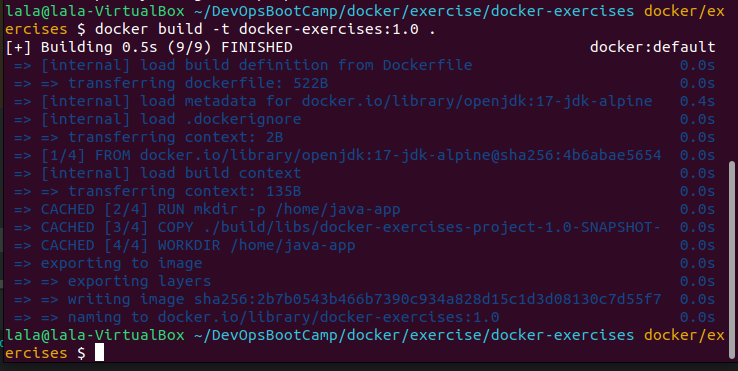 lala@lala-VirtualBox ~/DevOpsBootCamp/docker/exercise/docker-exercises docker/ex
ercises $ docker build -t docker-exercises:1.0 .
[+] Building 0.5s (9/9) FINISHED docker:default
=> [internal] load build definition from Dockerfile 0.0s
=> => transferring dockerfile: 522B 0.0s
=> [internal] load metadata for docker.io/library/openjdk:17-jdk-alpine 0.4s
=> [internal] load .dockerignore 0.0s
=> => transferring context: 2B 0.0s
=> [1/4] FROM docker.io/library/openjdk:17-jdk-alpine@sha256:4b6abae5654 0.0s
=> [internal] load build context 0.0s
=> => transferring context: 135B 0.0s
=> CACHED [2/4] RUN mkdir -p /home/java-app 0.0s
=> CACHED [3/4] COPY ./build/libs/docker-exercises-project-1.0-SNAPSHOT- 0.0s
=> CACHED [4/4] WORKDIR /home/java-app 0.0s
=> exporting to image 0.0s
=> => exporting layers 0.0s
=> => writing image sha256:2b7b0543b466b7390c934a828d15c1d3d08130c7d55f7 0.0s
=> => naming to docker.io/library/docker-exercises:1.0 0.0s
lala@lala-VirtualBox ~/DevOpsBootCamp/docker/exercise/docker-exercises docker/ex
ercises $